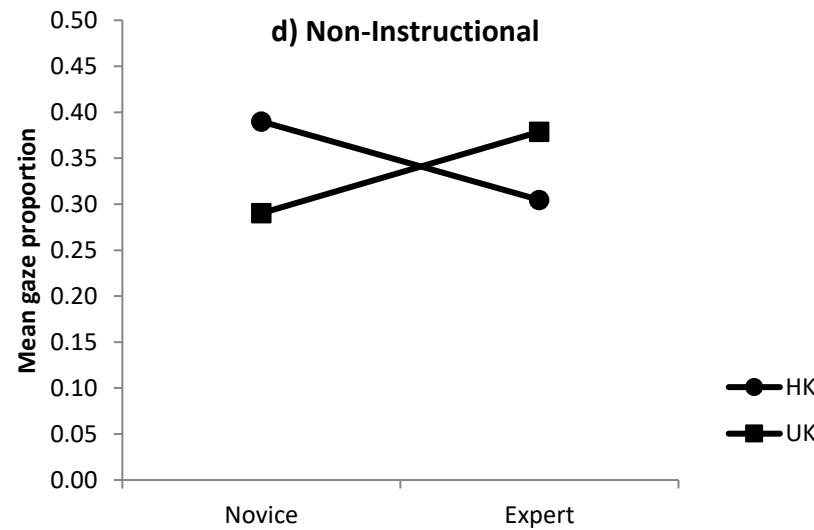 d) Non-Instructional
Mean gaze proportion
0.50
0.45
0.40
0.35
0.30
0.25
0.20
0.15
0.10
0.05
0.00
Novice Expert
HK
UK